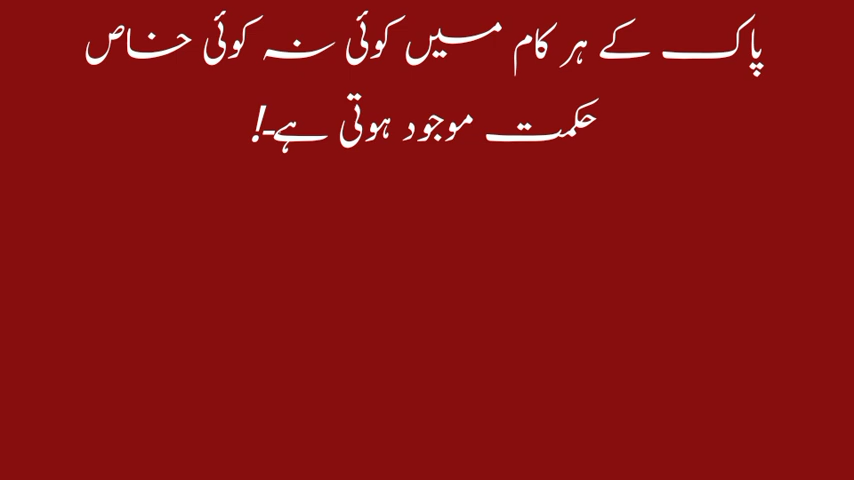 پاک کے ہر کام میں کوئی نہ کوئی خاص
حکمت موجود ہوتی ہے۔!